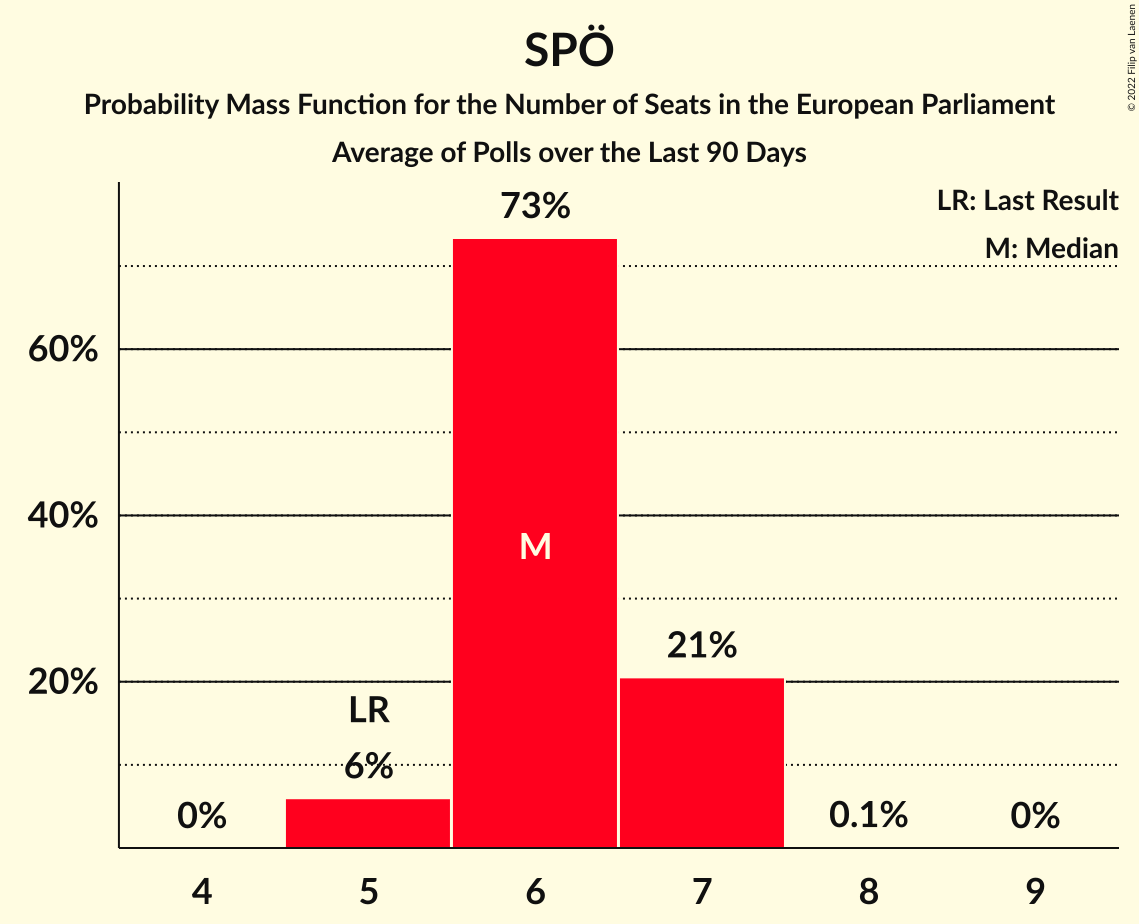 SPÖ
Probability Mass Function for the Number of Seats in the European Parliament
Average of Polls over the Last 90 Days
© 2022 Filip van Laenen
LR: Last Result
M: Median
73%
60%
40%
M
21%
20%
LR
6%
0%
0.1%
0%
4 5 6 7 8 9